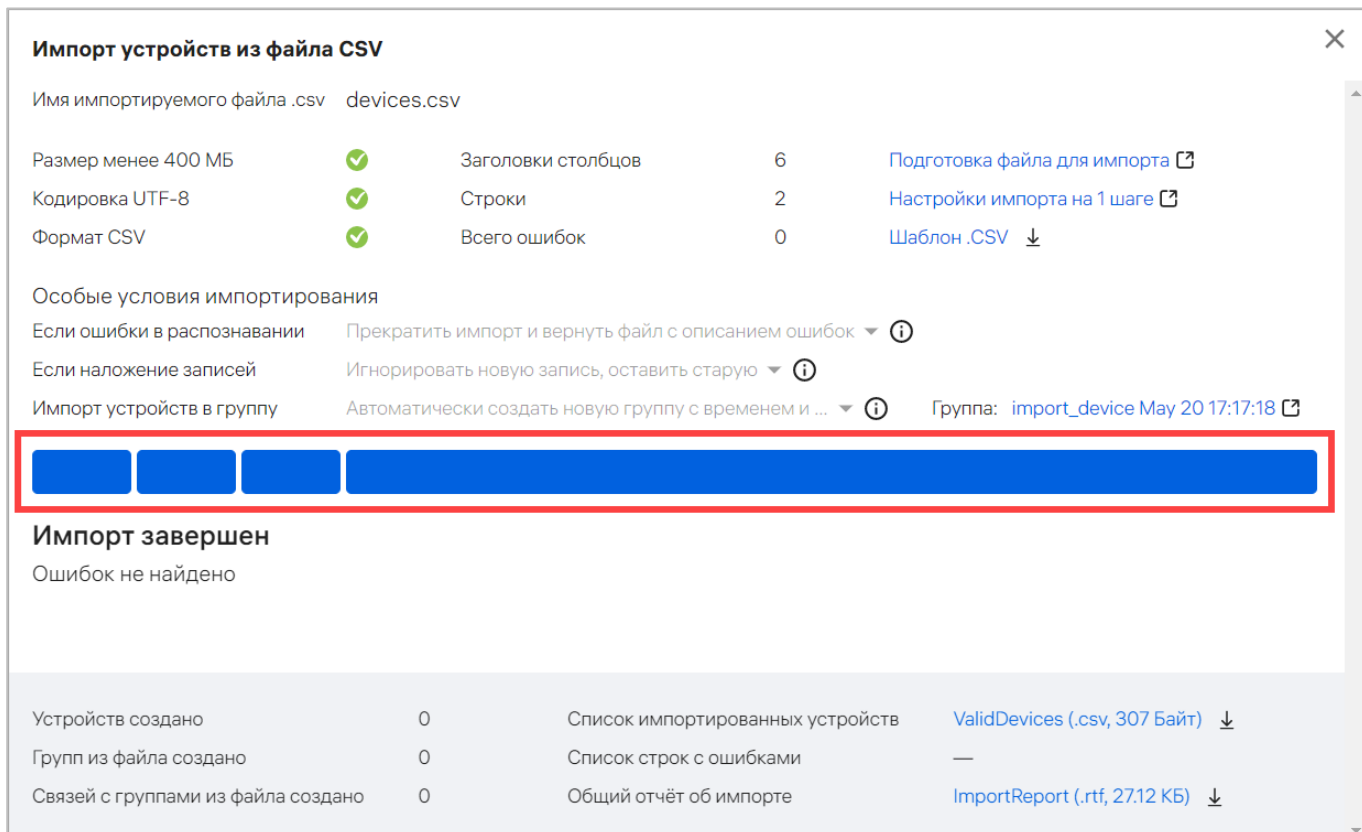 Импорт устройств из файла CSV
Имя импортируемого файла .csv devices.csv
Размер менее 400 МБ Заголовки столбцов 6 Подготовка файла для импорта
Кодировка UTF-8 Строки 2 Настройки импорта на 1 шаге
Формат CSV Всего ошибок 0 Шаблон .CSV
Особые условия импортирования
Если ошибки в распознавании Прекратить импорт и вернуть файл с описанием ошибок
Если наложение записей Игнорировать новую запись, оставить старую
Импорт устройств в группу Автоматически создать новую группу с временем и ... Группа: import_device May 20 17:17:18
Импорт завершен
Ошибок не найдено
Устройств создано 0 Список импортированных устройств ValidDevices (.csv, 307 Байт)
Групп из файла создано 0 Список строк с ошибками —
Связей с группами из файла создано 0 Общий отчёт об импорте ImportReport (.rtf, 27.12 КБ)